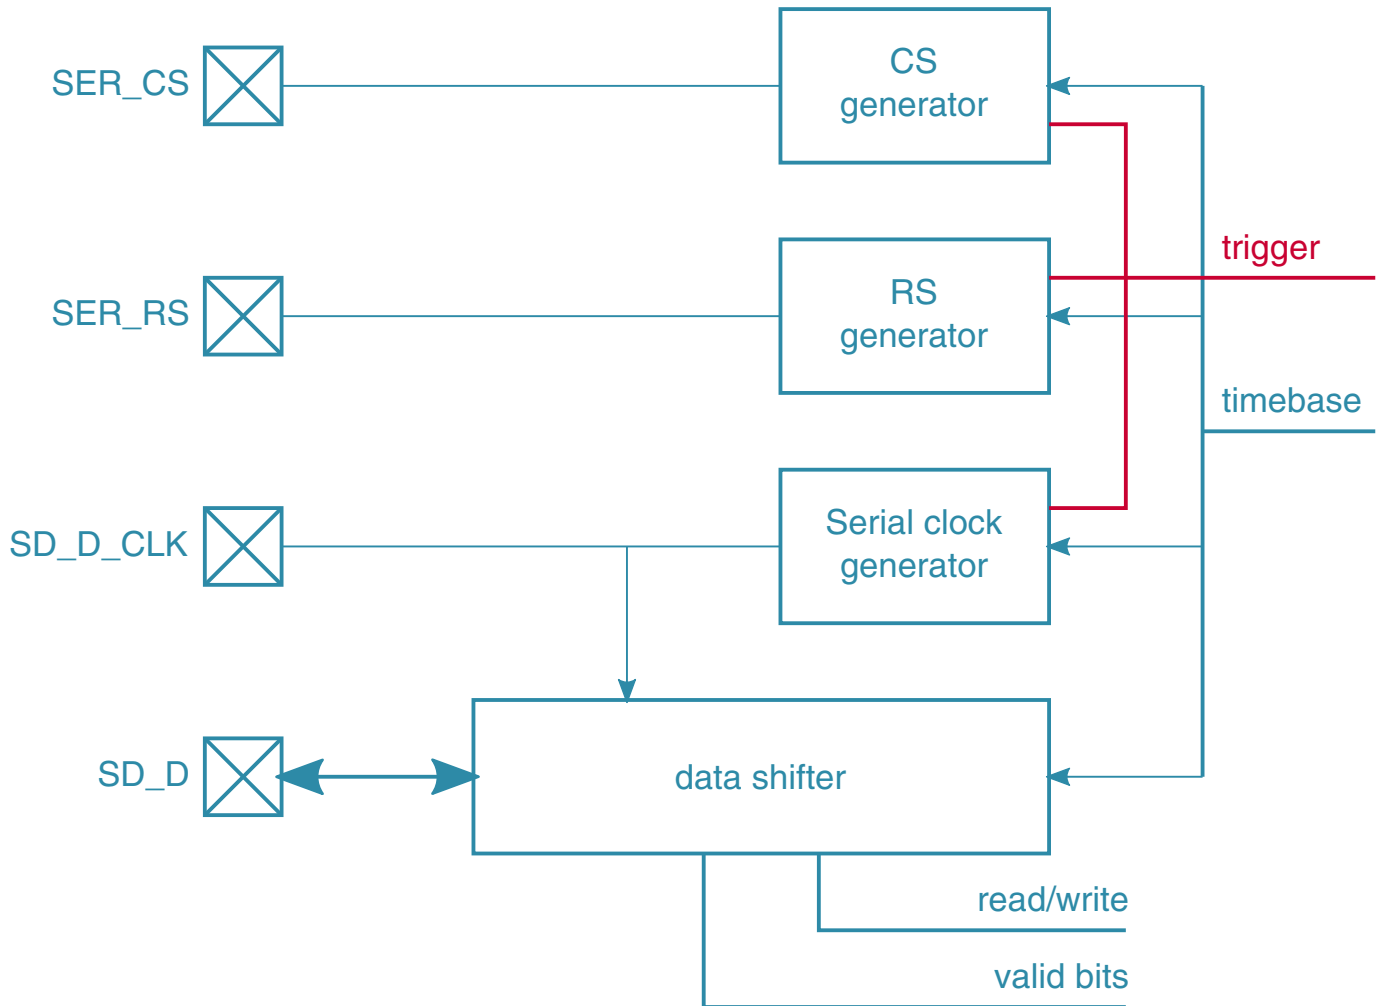 SER_CS
CS
generator
trigger
SER_RS
RS
generator
timebase
SD_D_CLK
Serial clock
generator
SD_D
data shifter
read/write
valid bits